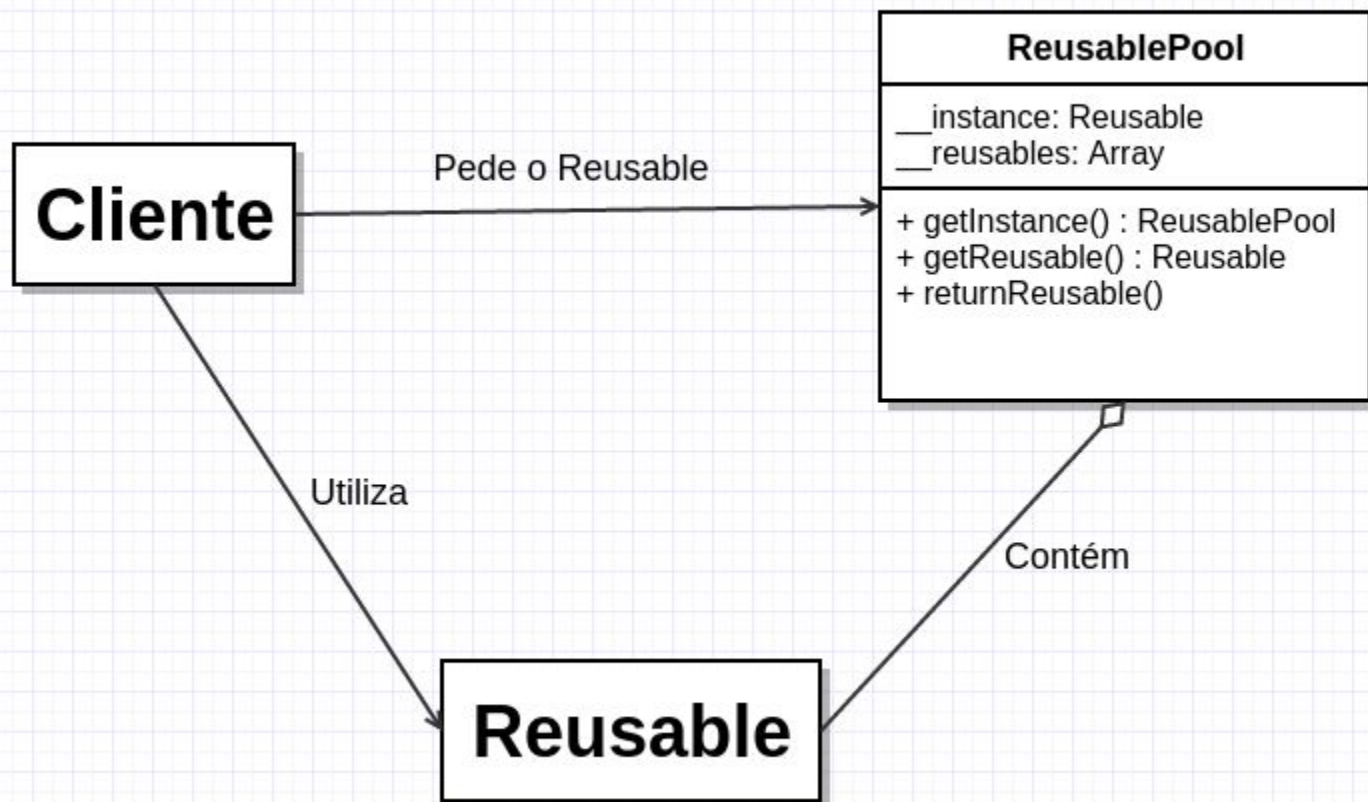 ReusablePool
__instance: Reusable
__reusables: Array
+ getInstance() : ReusablePool
+ getReusable() : Reusable
+ returnReusable()
Cliente
Pede o Reusable
Utiliza
Contém
Reusable